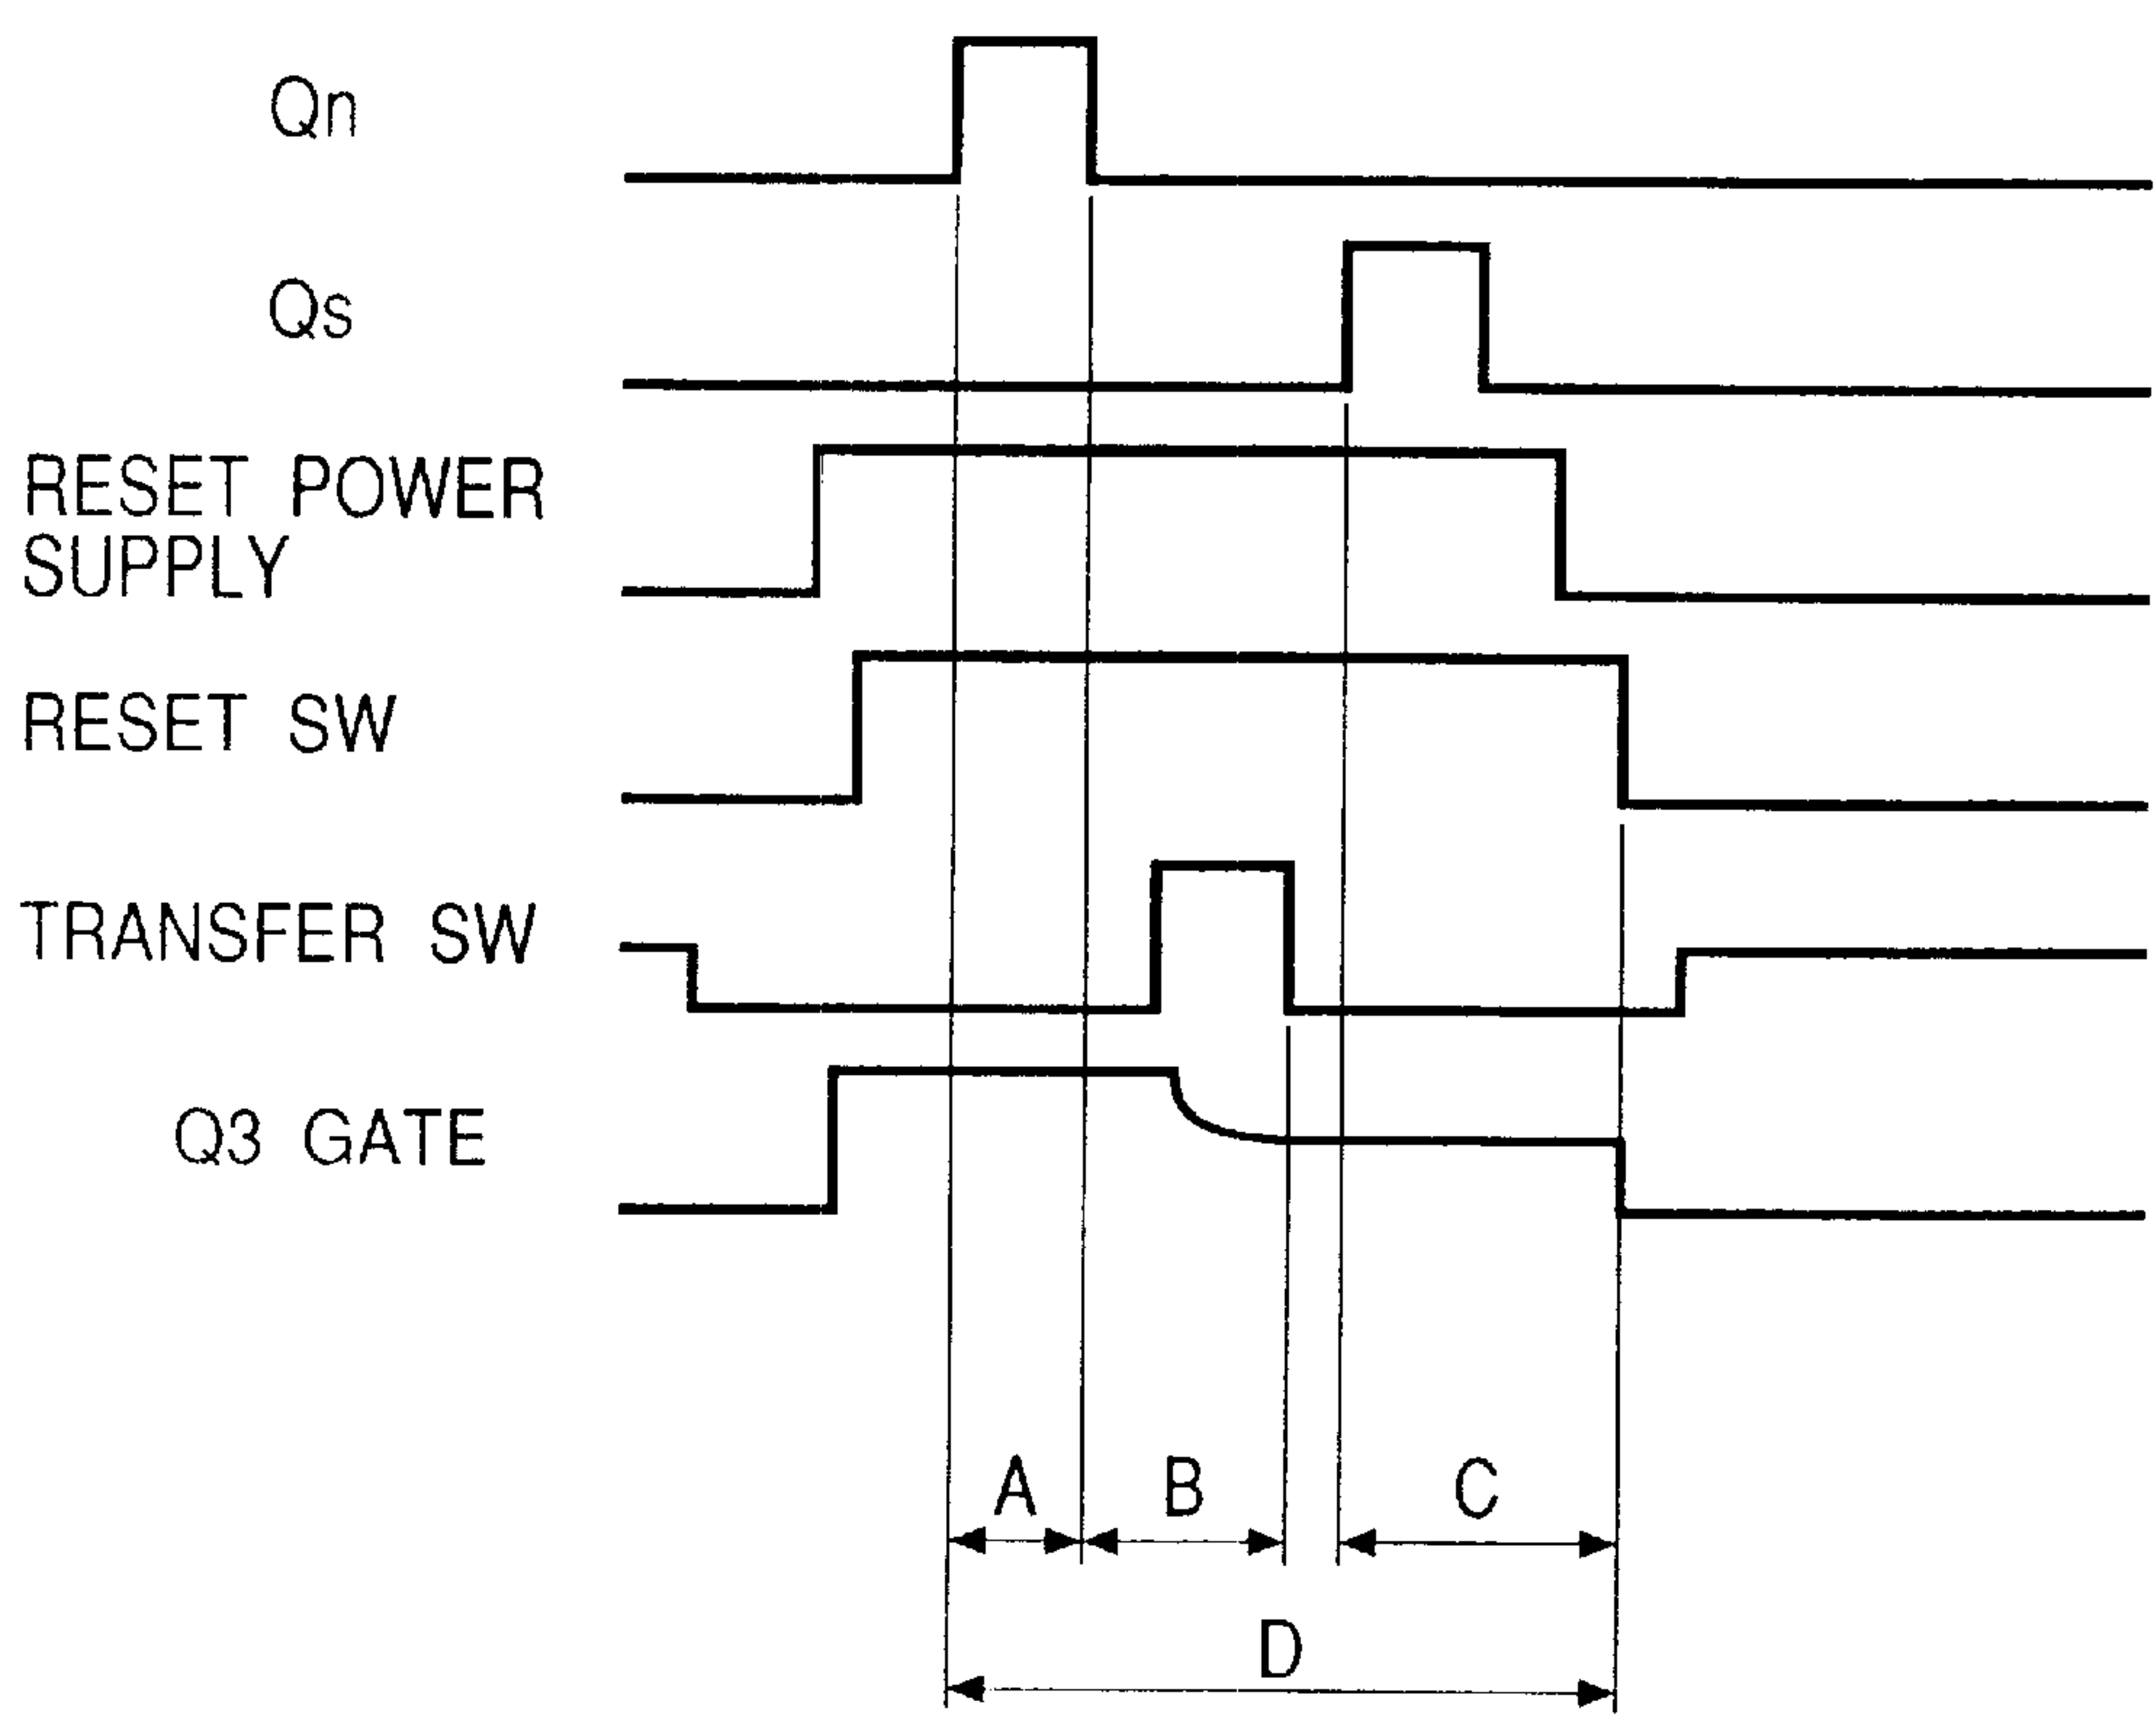 Qn
Qs
RESET POWER
SUPPLY
RESET SW
TRANSFER SW
Q3 GATE
A
B
C
D